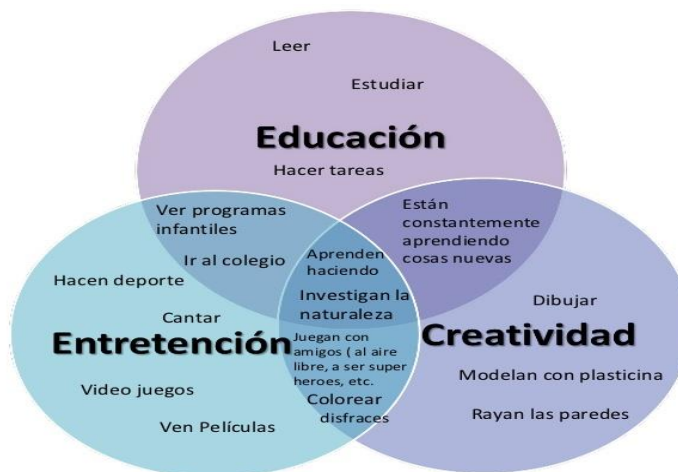 Leer
Estudiar
Educación
Hacer tareas
Ver programas
infantiles
Ir al colegio
Están
constantemente
aprendiendo
cosas nuevas
Aprenden
haciendo
Investigan la
naturaleza
Hacen deporte
Cantar
Entretención
Video juegos
Ven Películas
Juegan con
amigos ( al aire
libre, a ser super
heroes, etc.
Colorear
disfraces
Dibujar
Creatividad
Modelan con plasticina
Rayan las paredes